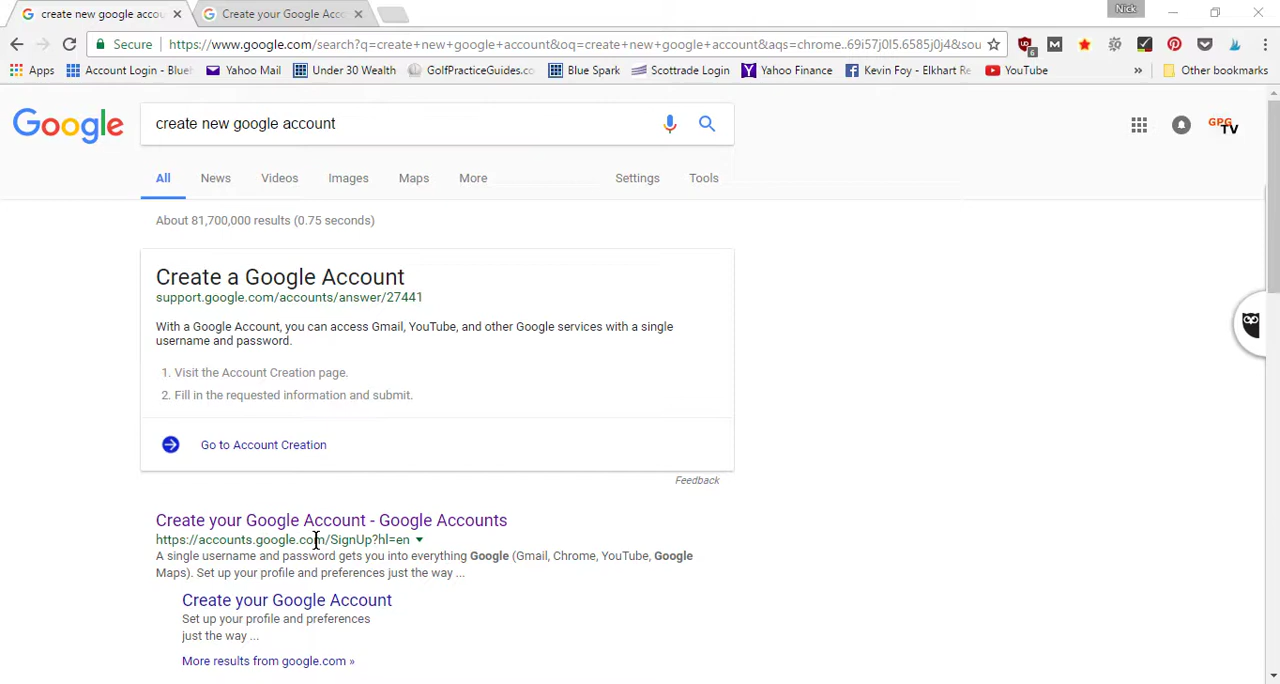 create new google accou
Create your Google Acc
Nick
Secure
https://www.google.com/search?q=create+new+google+account&oq=create+new+google+account&aqs=chrome..69i57j0l5.6585j0j4&sou
6
Apps
Account Login - Blueh
Yahoo Mail
Under 30 Wealth
GolfPracticeGuides.co
Blue Spark
Scottrade Login
Yahoo Finance
Kevin Foy - Elkhart Re
YouTube
»
Other bookmarks
Google
create new google account
GPG
TV
All
News
Videos
Images
Maps
More
Settings
Tools
About 81,700,000 results (0.75 seconds)
Create a Google Account
support.google.com/accounts/answer/27441
With a Google Account, you can access Gmail, YouTube, and other Google services with a single
username and password.
1. Visit the Account Creation page.
2. Fill in the requested information and submit.
Go to Account Creation
Feedback
Create your Google Account - Google Accounts
https://accounts.google.com/SignUp?hl=en
A single username and password gets you into everything Google (Gmail, Chrome, YouTube, Google
Maps). Set up your profile and preferences just the way ...
Create your Google Account
Set up your profile and preferences
just the way ...
More results from google.com »